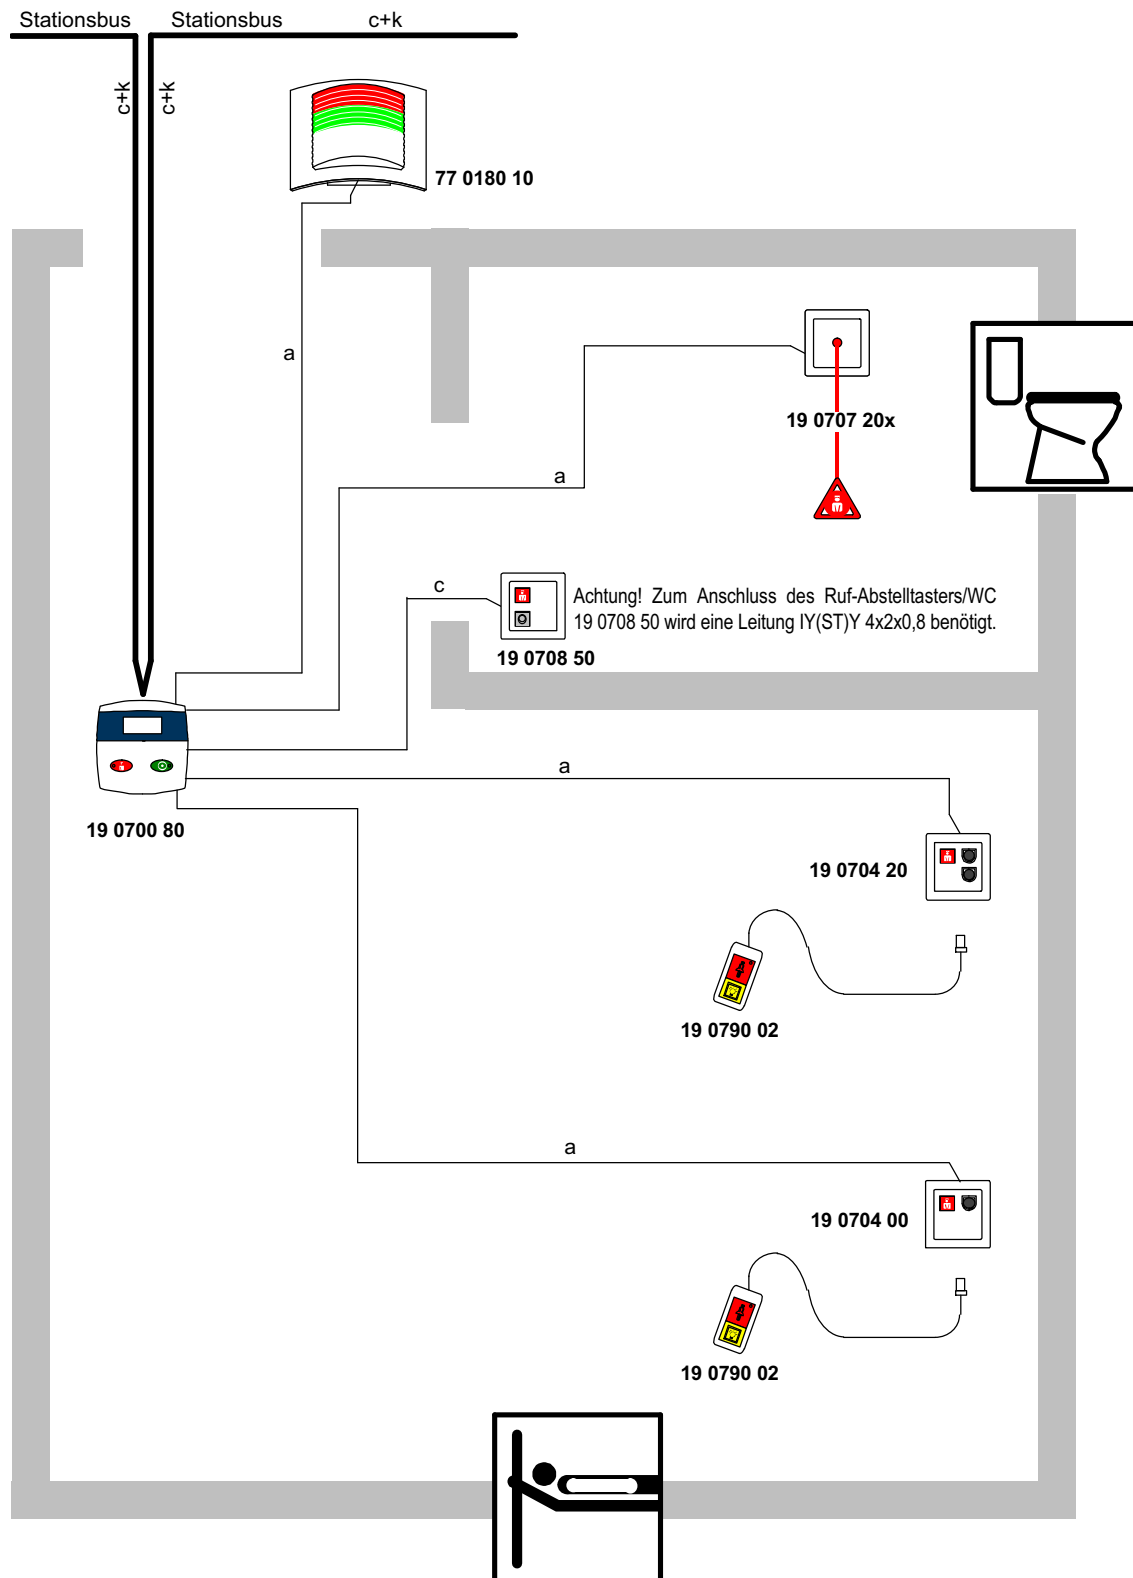 Stationsbus
Stationsbus
c+k
c+k
c+k
77 0180 10
a
19 0707 20x
a
c
Achtung! Zum Anschluss des Ruf-Abstelltasters/WC
19 0708 50 wird eine Leitung IY(ST)Y 4x2x0,8 benötigt.
19 0708 50
a
19 0700 80
19 0704 20
19 0790 02
a
19 0704 00
19 0790 02